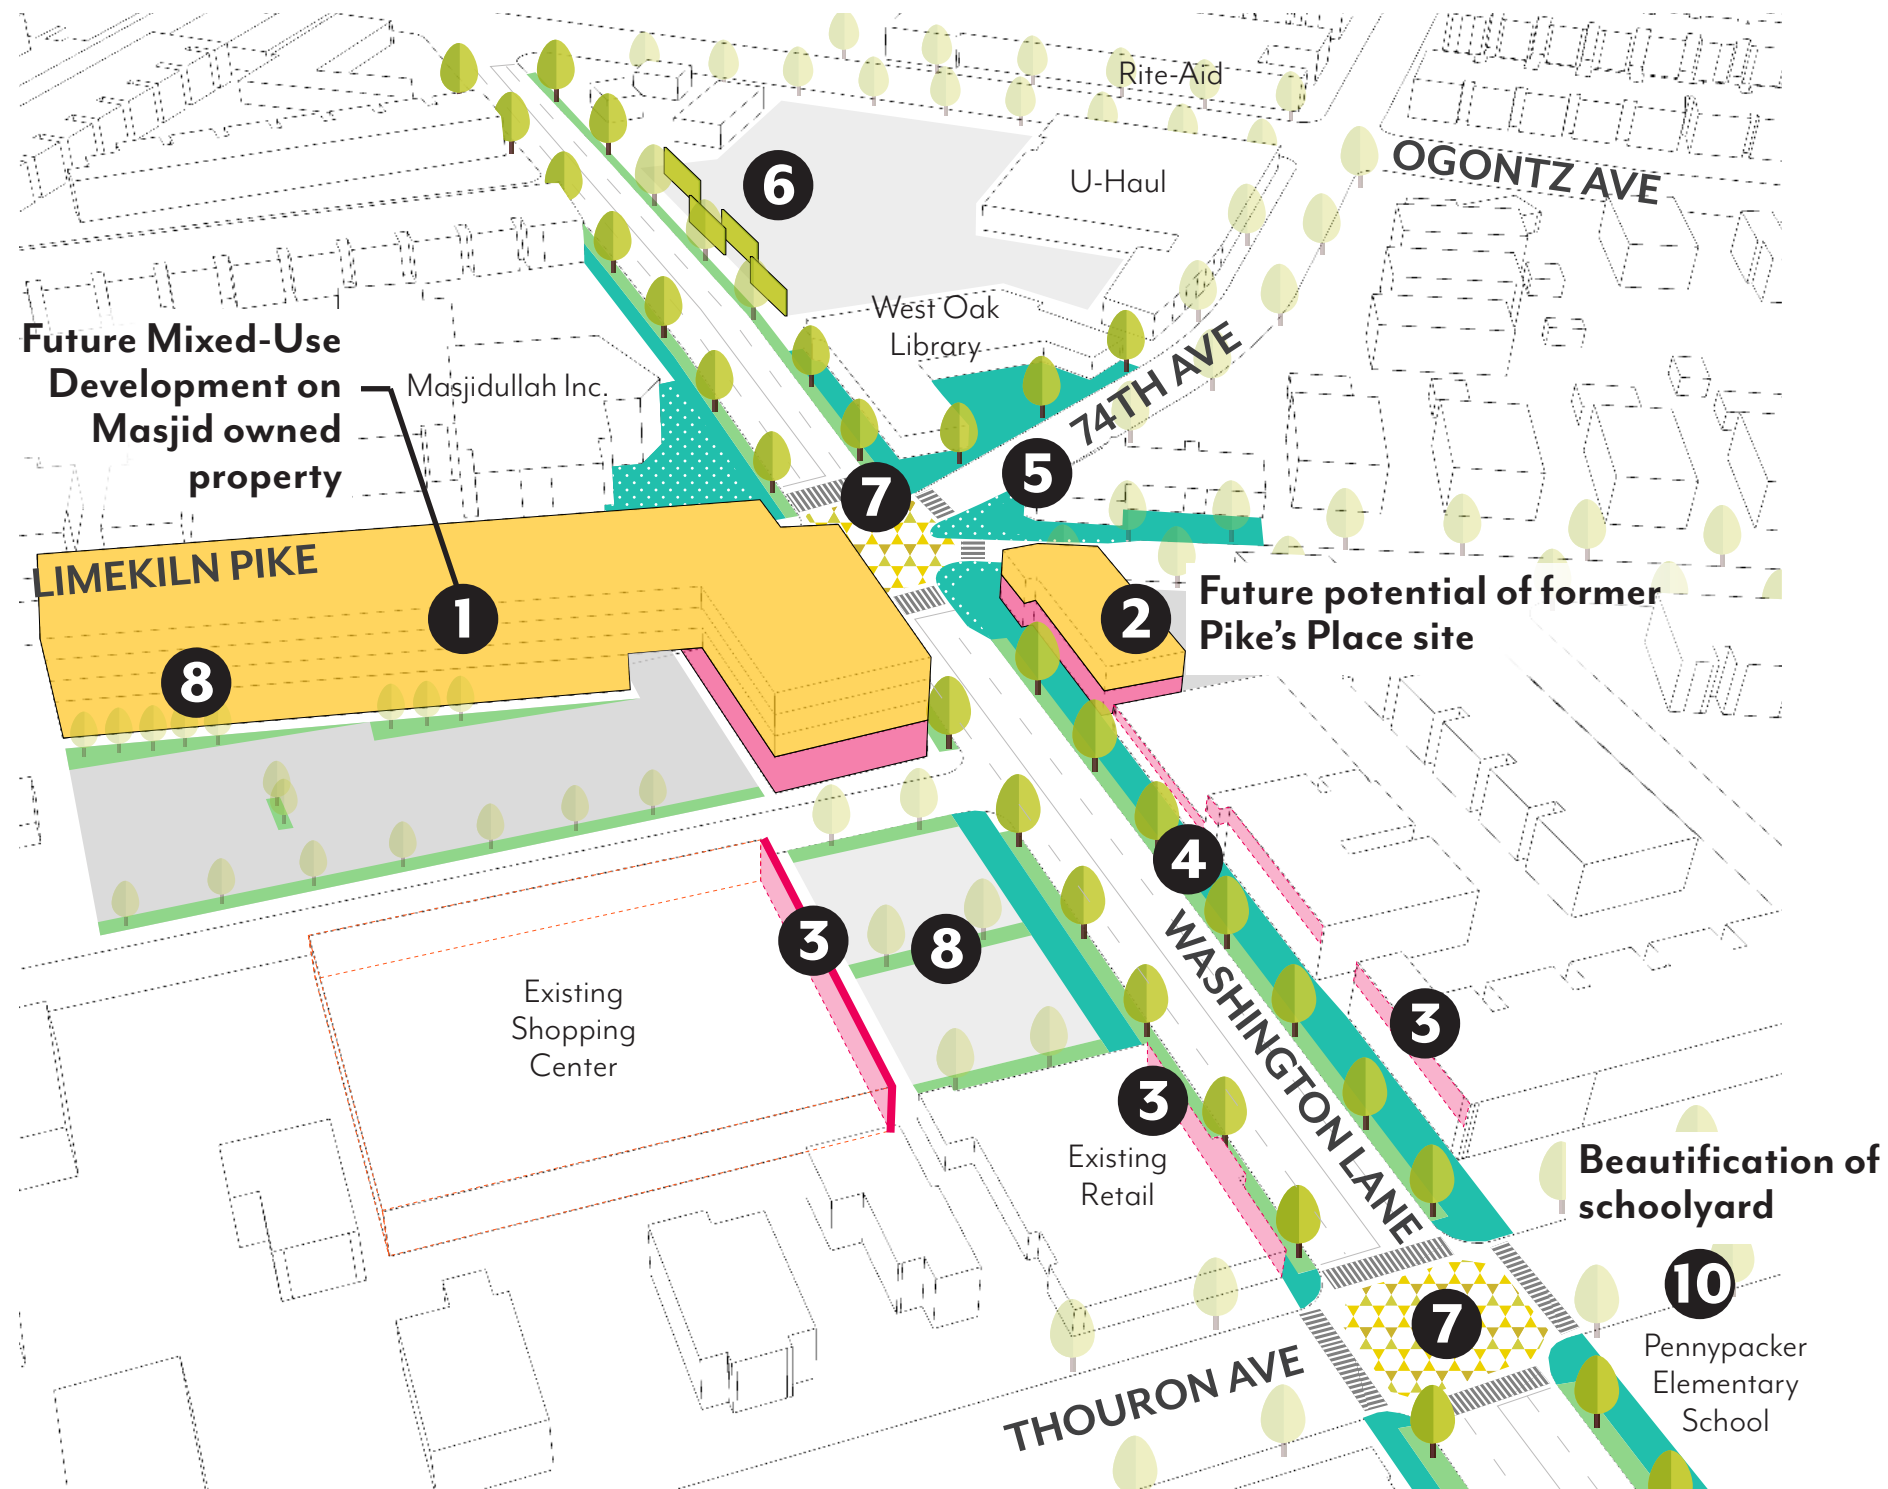 Rite-Aid
OGONTZ AVE
U-Haul
6
West Oak
Library
74TH AVE
Future Mixed-Use
Development on
Masjid owned
property
Masjidullah Inc.
5
7
LIMEKILN PIKE
1
8
2
Future potential of former
Pike's Place site
4
3
8
WASHINGTON LANE
Existing
Shopping
Center
3
3
Existing
Retail
Beautification of
schoolyard
10
7
Pennypacker
Elementary
School
THOURON AVE